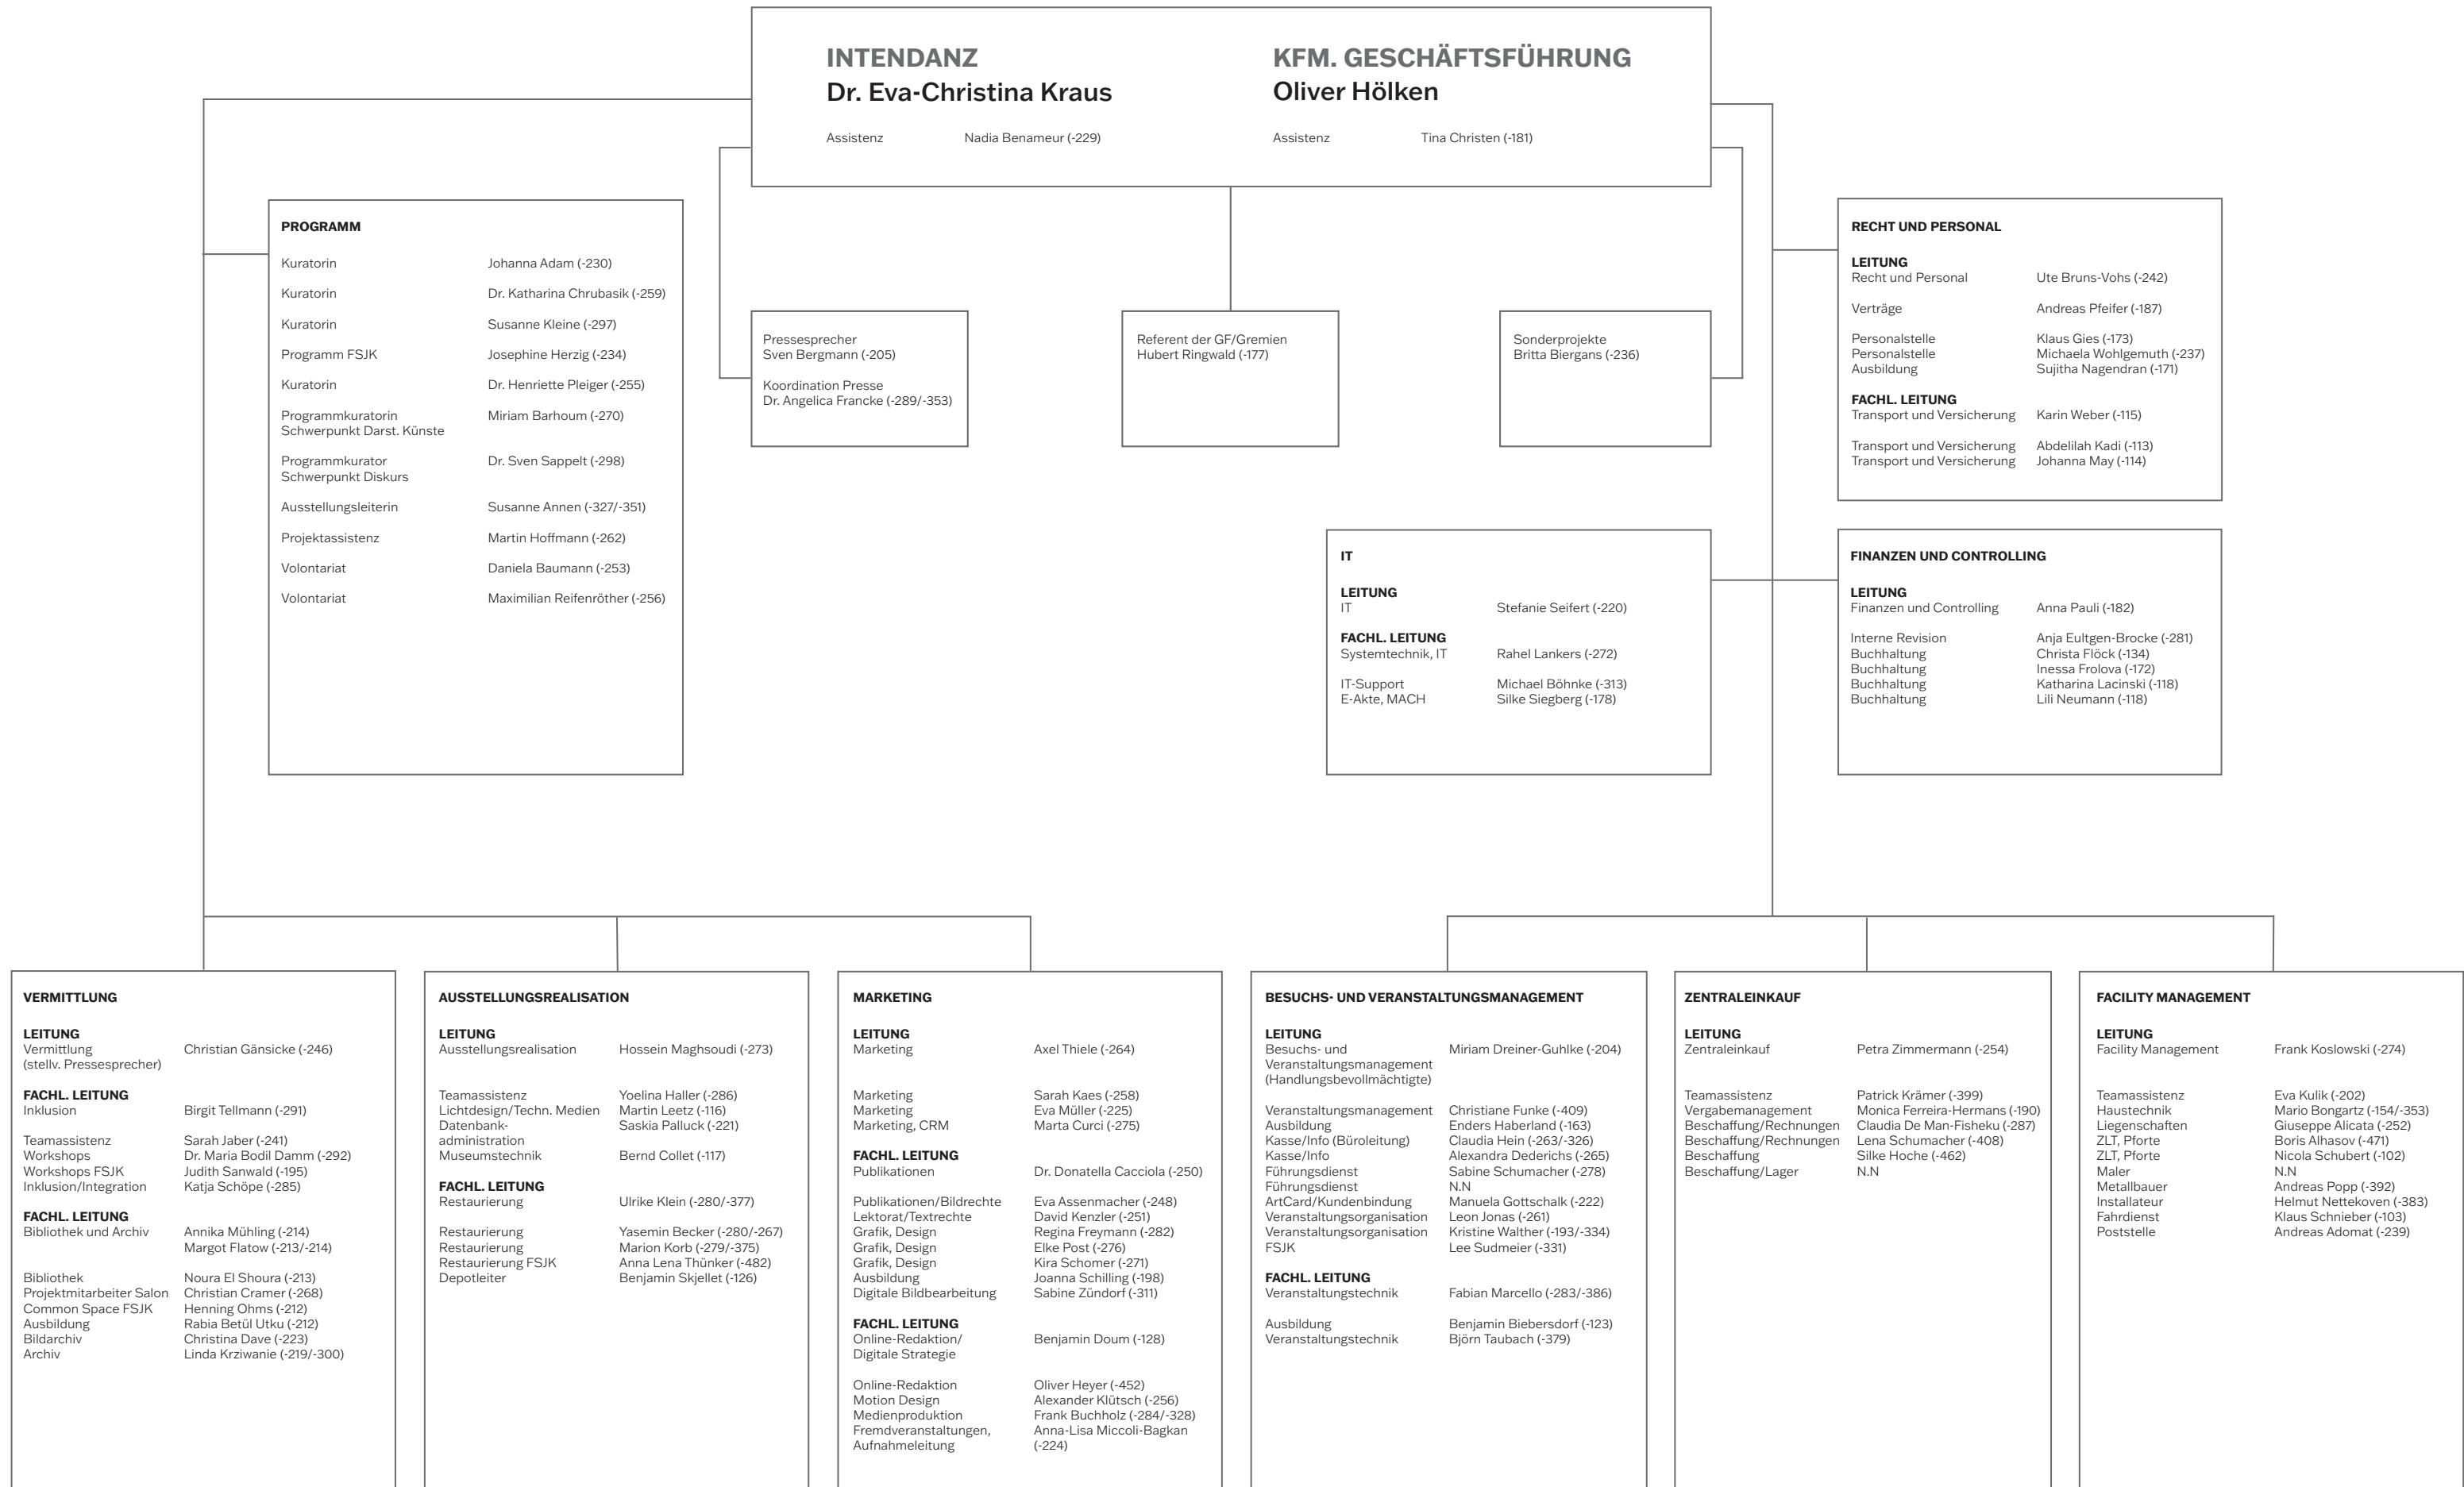 INTENDANZ
Dr. Eva-Christina Kraus
Assistenz Nadia Benameur (-229)
KFM. GESCHÄFTSFÜHRUNG
Oliver Hölken
Assistenz Tina Christen (-181)
PROGRAMM
Kuratorin Johanna Adam (-230)
Kuratorin Dr. Katharina Chrubasik (-259)
Kuratorin Susanne Kleine (-297)
Programm FSJK Josephine Herzig (-234)
Kuratorin Dr. Henriette Pleiger (-255)
Programmkuratorin Miriam Barhoum (-270)
Schwerpunkt Darst. Künste
Programmkurator Dr. Sven Sappelt (-298)
Schwerpunkt Diskurs
Ausstellungsleiterin Susanne Annen (-327/-351)
Projektassistenz Martin Hoffmann (-262)
Volontariat Daniela Baumann (-253)
Volontariat Maximilian Reifenröther (-256)
Pressesprecher
Sven Bergmann (-205)
Koordination Presse
Dr. Angelica Francke (-289/-353)
Referent der GF/Gremien
Hubert Ringwald (-177)
Sonderprojekte
Britta Biergans (-236)
RECHT UND PERSONAL
LEITUNG
Recht und Personal Ute Bruns-Vohs (-242)
Verträge Andreas Pfeifer (-187)
Personalstelle Klaus Gies (-173)
Personalstelle Michaela Wohlgemuth (-237)
Ausbildung Sujitha Nagendran (-171)
FACHL. LEITUNG
Transport und Versicherung Karin Weber (-115)
Transport und Versicherung Abdelilah Kadi (-113)
Transport und Versicherung Johanna May (-114)
IT
LEITUNG
IT Stefanie Seifert (-220)
FACHL. LEITUNG
Systemtechnik, IT Rahel Lankers (-272)
IT-Support Michael Böhnke (-313)
E-Akte, MACH Silke Siegberg (-178)
FINANZEN UND CONTROLLING
LEITUNG
Finanzen und Controlling Anna Pauli (-182)
Interne Revision Anja Eultgen-Brocke (-281)
Buchhaltung Christa Flöck (-134)
Buchhaltung Inessa Frolova (-172)
Buchhaltung Katharina Lacinski (-118)
Buchhaltung Lili Neumann (-118)
VERMITTLUNG
LEITUNG
Vermittlung Christian Gänsicke (-246)
(stellv. Pressesprecher)
FACHL. LEITUNG
Inklusion Birgit Tellmann (-291)
Teamassistenz Sarah Jaber (-241)
Workshops Dr. Maria Bodil Damm (-292)
Workshops FSJK Judith Sanwald (-195)
Inklusion/Integration Katja Schöpe (-285)
FACHL. LEITUNG
Bibliothek und Archiv Annika Mühling (-214)
Margot Flatow (-213/-214)
Bibliothek Noura El Shoura (-213)
Projektmitarbeiter Salon Christian Cramer (-268)
Common Space FSJK Henning Ohms (-212)
Ausbildung Rabia Betül Utku (-212)
Bildarchiv Christina Dave (-223)
Archiv Linda Krziwanie (-219/-300)
AUSSTELLUNGSREALISATION
LEITUNG
Ausstellungsrealisation Hossein Maghsoudi (-273)
Teamassistenz Yoelina Haller (-286)
Lichtdesign/Techn. Medien Martin Leetz (-116)
Datenbank- Saskia Palluck (-221)
administration
Museumstechnik Bernd Collet (-117)
FACHL. LEITUNG
Restaurierung Ulrike Klein (-280/-377)
Restaurierung Yasemin Becker (-280/-267)
Restaurierung Marion Korb (-279/-375)
Restaurierung FSJK Anna Lena Thünker (-482)
Depotleiter Benjamin Skjellet (-126)
MARKETING
LEITUNG
Marketing Axel Thiele (-264)
Marketing Sarah Kaes (-258)
Marketing Eva Müller (-225)
Marketing, CRM Marta Curci (-275)
FACHL. LEITUNG
Publikationen Dr. Donatella Cacciola (-250)
Publikationen/Bildrechte Eva Assenmacher (-248)
Lektorat/Textrechte David Kenzler (-251)
Grafik, Design Regina Freymann (-282)
Grafik, Design Elke Post (-276)
Grafik, Design Kira Schomer (-271)
Ausbildung Joanna Schilling (-198)
Digitale Bildbearbeitung Sabine Zündorf (-311)
FACHL. LEITUNG
Online-Redaktion/ Benjamin Doum (-128)
Digitale Strategie
Online-Redaktion Oliver Heyer (-452)
Motion Design Alexander Klütsch (-256)
Medienproduktion Frank Buchholz (-284/-328)
Fremdveranstaltungen, Anna-Lisa Miccoli-Bagkan
Aufnahmeleitung (-224)
BESUCHS- UND VERANSTALTUNGSMANAGEMENT
LEITUNG
Besuchs- und Miriam Dreiner-Guhlke (-204)
Veranstaltungsmanagement
(Handlungsbevollmächtigte)
Veranstaltungsmanagement Christiane Funke (-409)
Ausbildung Enders Haberland (-163)
Kasse/Info (Büroleitung) Claudia Hein (-263/-326)
Kasse/Info Alexandra Dederichs (-265)
Führungsdienst Sabine Schumacher (-278)
Führungsdienst N.N
ArtCard/Kundenbindung Manuela Gottschalk (-222)
Veranstaltungsorganisation Leon Jonas (-261)
Veranstaltungsorganisation Kristine Walther (-193/-334)
FSJK Lee Sudmeier (-331)
FACHL. LEITUNG
Veranstaltungstechnik Fabian Marcello (-283/-386)
Ausbildung Benjamin Biebersdorf (-123)
Veranstaltungstechnik Björn Taubach (-379)
ZENTRALEINKAUF
LEITUNG
Zentraleinkauf Petra Zimmermann (-254)
Teamassistenz Patrick Krämer (-399)
Vergabemanagement Monica Ferreira-Hermans (-190)
Beschaffung/Rechnungen Claudia De Man-Fisheku (-287)
Beschaffung/Rechnungen Lena Schumacher (-408)
Beschaffung Silke Hoche (-462)
Beschaffung/Lager N.N
FACILITY MANAGEMENT
LEITUNG
Facility Management Frank Koslowski (-274)
Teamassistenz Eva Kulik (-202)
Haustechnik Mario Bongartz (-154/-353)
Liegenschaften Giuseppe Alicata (-252)
ZLT, Pforte Boris Alhasov (-471)
ZLT, Pforte Nicola Schubert (-102)
Maler N.N
Metallbauer Andreas Popp (-392)
Installateur Helmut Nettekoven (-383)
Fahrdienst Klaus Schnieber (-103)
Poststelle Andreas Adomat (-239)